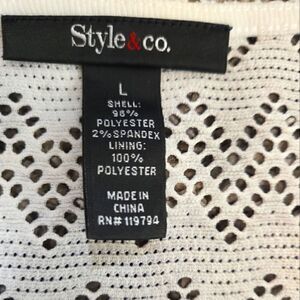 Style&co.
L
SHELL:
98%
POLYESTER
2% SPANDEX
LINING:
100%
POLYESTER
MADE IN
CHINA
RN# 119794